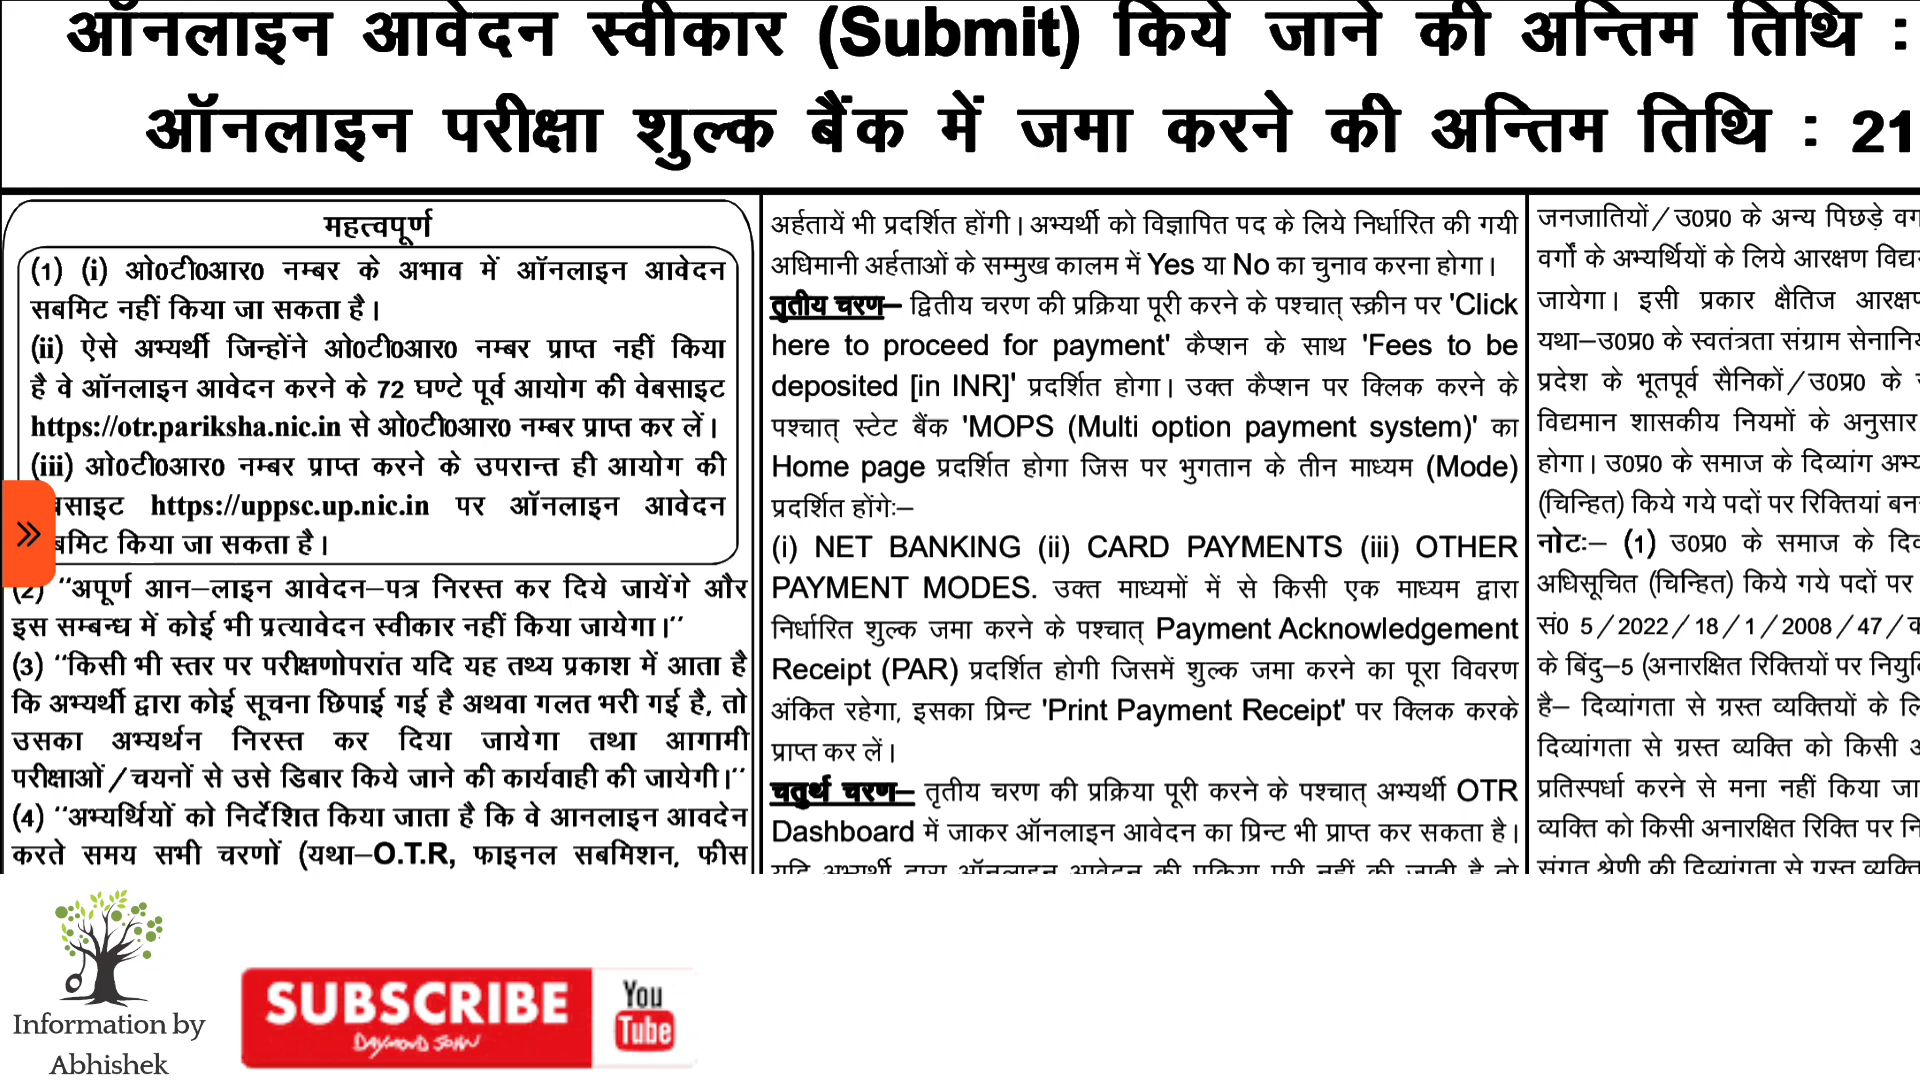 ऑनलाइन आवेदन स्वीकार (Submit) किये जाने की अन्तिम तिथि :
ऑनलाइन परीक्षा शुल्क बैंक में जमा करने की अन्तिम तिथि : 21
महत्वपूर्ण
(1) (i) ओ0टी0आर0 नम्बर के अभाव में ऑनलाइन आवेदन
सबमिट नहीं किया जा सकता है।
(ii) ऐसे अभ्यर्थी जिन्होंने ओ0टी0आर0 नम्बर प्राप्त नहीं किया
है वे ऑनलाइन आवेदन करने के 72 घण्टे पूर्व आयोग की वेबसाइट
https://otr.pariksha.nic.in से ओ0टी0आर0 नम्बर प्राप्त कर लें।
(iii) ओ0टी0आर0 नम्बर प्राप्त करने के उपरान्त ही आयोग की
https://uppsc.up.nic.in पर ऑनलाइन आवेदन
किया जा सकता है।
(2) "अपूर्ण आन–लाइन आवेदन–पत्र निरस्त कर दिये जायेंगे और
इस सम्बन्ध में कोई भी प्रत्यावेदन स्वीकार नहीं किया जायेगा।"
(3) "किसी भी स्तर पर परीक्षणोपरांत यदि यह तथ्य प्रकाश में आता है
कि अभ्यर्थी द्वारा कोई सूचना छिपाई गई है अथवा गलत भरी गई है, तो
उसका अभ्यर्थन निरस्त कर दिया जायेगा तथा आगामी
परीक्षाओं/चयनों से उसे डिबार किये जाने की कार्यवाही की जायेगी।"
(4) "अभ्यर्थियों को निर्देशित किया जाता है कि वे आनलाइन आवदेन
करते समय सभी चरणों (यथा–O.T.R, फाइनल सबमिशन, फीस
अर्हतायें भी प्रदर्शित होंगी। अभ्यर्थी को विज्ञापित पद के लिये निर्धारित की गयी
अधिमानी अर्हताओं के सम्मुख कालम में Yes या No का चुनाव करना होगा।
तृतीय चरण– द्वितीय चरण की प्रक्रिया पूरी करने के पश्चात् स्क्रीन पर 'Click
here to proceed for payment' कैप्शन के साथ 'Fees to be
deposited [in INR]' प्रदर्शित होगा। उक्त कैप्शन पर क्लिक करने के
पश्चात् स्टेट बैंक 'MOPS (Multi option payment system)' का
Home page प्रदर्शित होगा जिस पर भुगतान के तीन माध्यम (Mode)
प्रदर्शित होंगेः–
(i) NET BANKING (ii) CARD PAYMENTS (iii) OTHER
PAYMENT MODES. उक्त माध्यमों में से किसी एक माध्यम द्वारा
निर्धारित शुल्क जमा करने के पश्चात् Payment Acknowledgement
Receipt (PAR) प्रदर्शित होगी जिसमें शुल्क जमा करने का पूरा विवरण
अंकित रहेगा, इसका प्रिन्ट 'Print Payment Receipt' पर क्लिक करके
प्राप्त कर लें।
चतुर्थ चरण– तृतीय चरण की प्रक्रिया पूरी करने के पश्चात् अभ्यर्थी OTR
Dashboard में जाकर ऑनलाइन आवेदन का प्रिन्ट भी प्राप्त कर सकता है।
यदि अभ्यर्थी द्वारा ऑनलाइन आवेदन की प्रक्रिया पूरी नहीं की जाती है तो
जनजातियों/उ0प्र0 के अन्य पिछड़े
वर्गों के अभ्यर्थियों के लिये आरक्षण
जायेगा। इसी प्रकार क्षैतिज
यथा–उ0प्र0 के स्वतंत्रता संग्राम
प्रदेश के भूतपूर्व सैनिकों/उ0प्र0 के
विद्यमान शासकीय नियमों के अनुसार
होगा। उ0प्र0 के समाज के दिव्यांग
(चिन्हित) किये गये पदों पर रिक्तियां
नोटः– (1) उ0प्र0 के समाज के
अधिसूचित (चिन्हित) किये गये पदों पर
सं0 5/2022/18/1/2008/47/
के बिंदु–5 (अनारक्षित रिक्तियों पर
है– दिव्यांगता से ग्रस्त व्यक्तियों के
दिव्यांगता से ग्रस्त व्यक्ति को किसी
प्रतिस्पर्धा करने से मना नहीं किया
व्यक्ति को किसी अनारक्षित रिक्ति पर
संगत श्रेणी की दिव्यांगता से ग्रस्त
Information by
Abhishek
SUBSCRIBE
DAYMOND JOHN
You
Tube